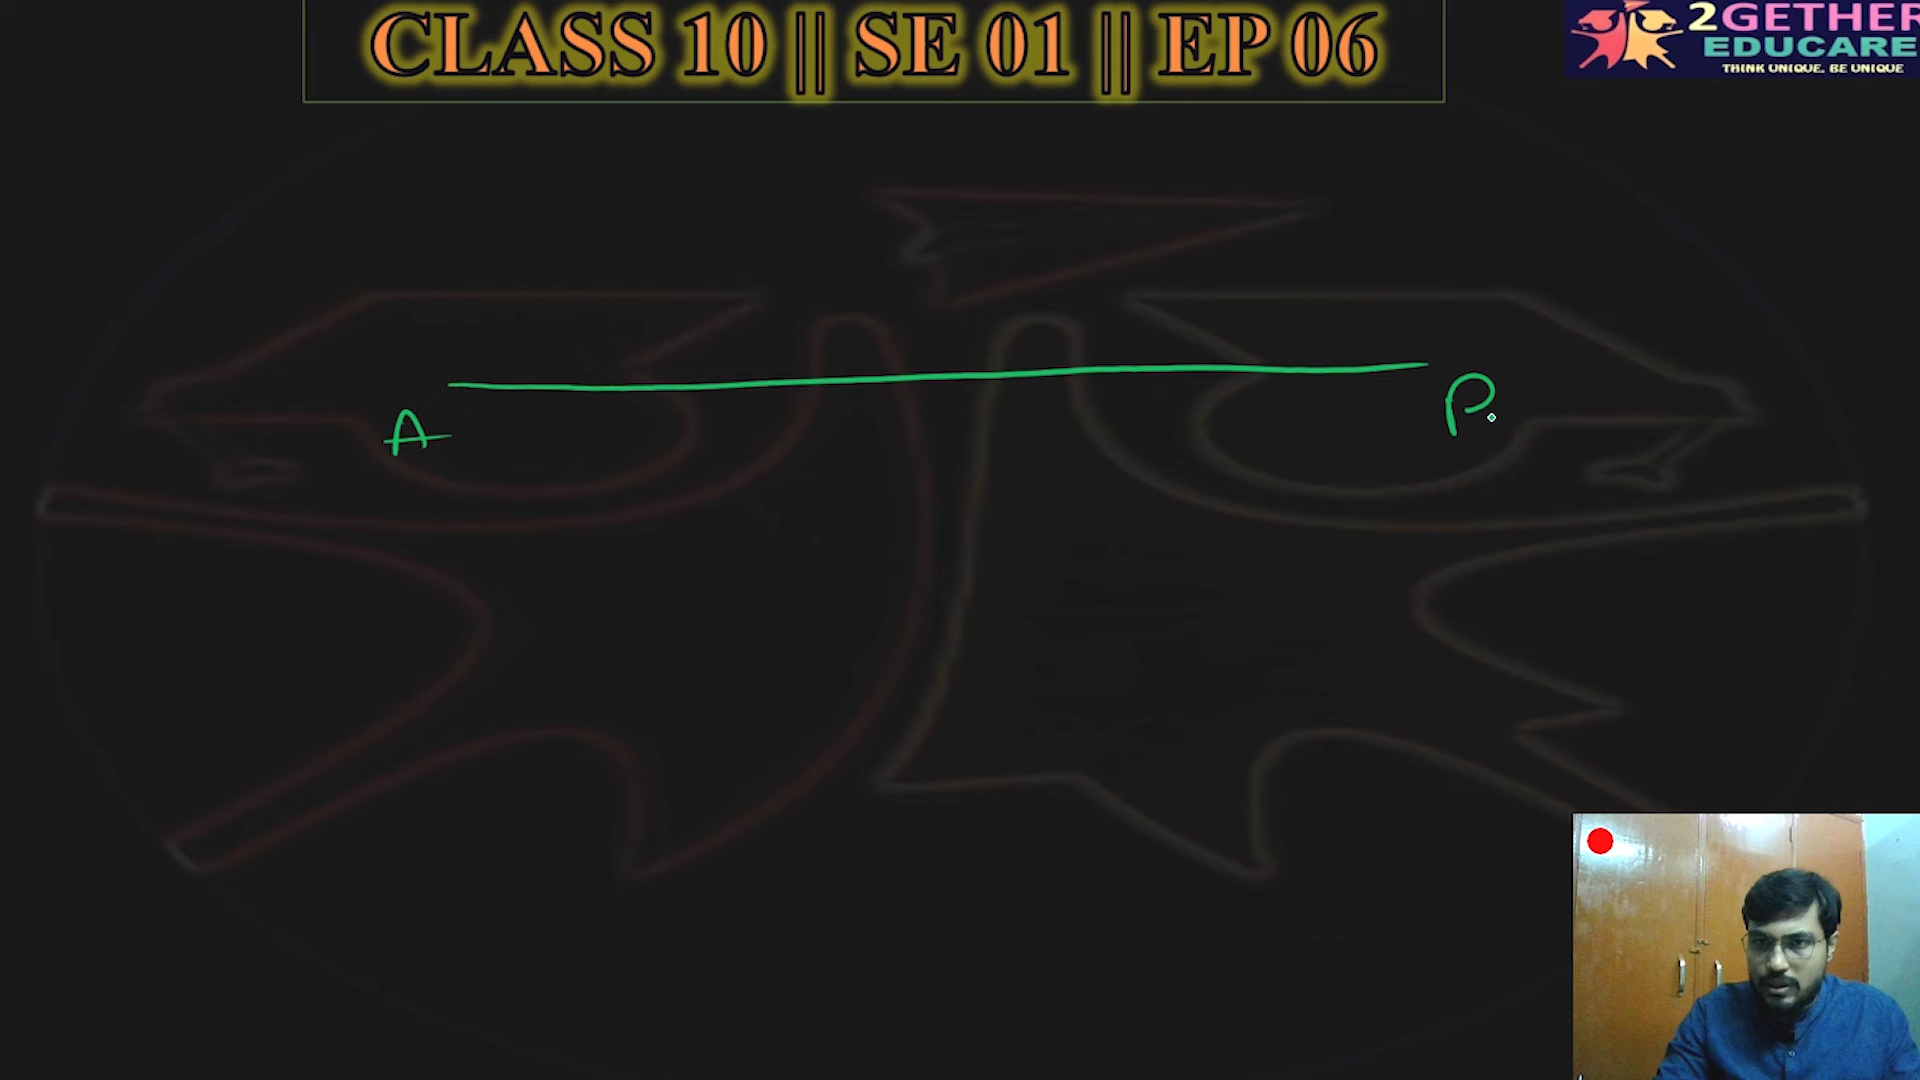 CLASS 10 || SE 01 || EP 06
2GETHER
EDUCARE
THINK UNIQUE. BE UNIQUE
A
P